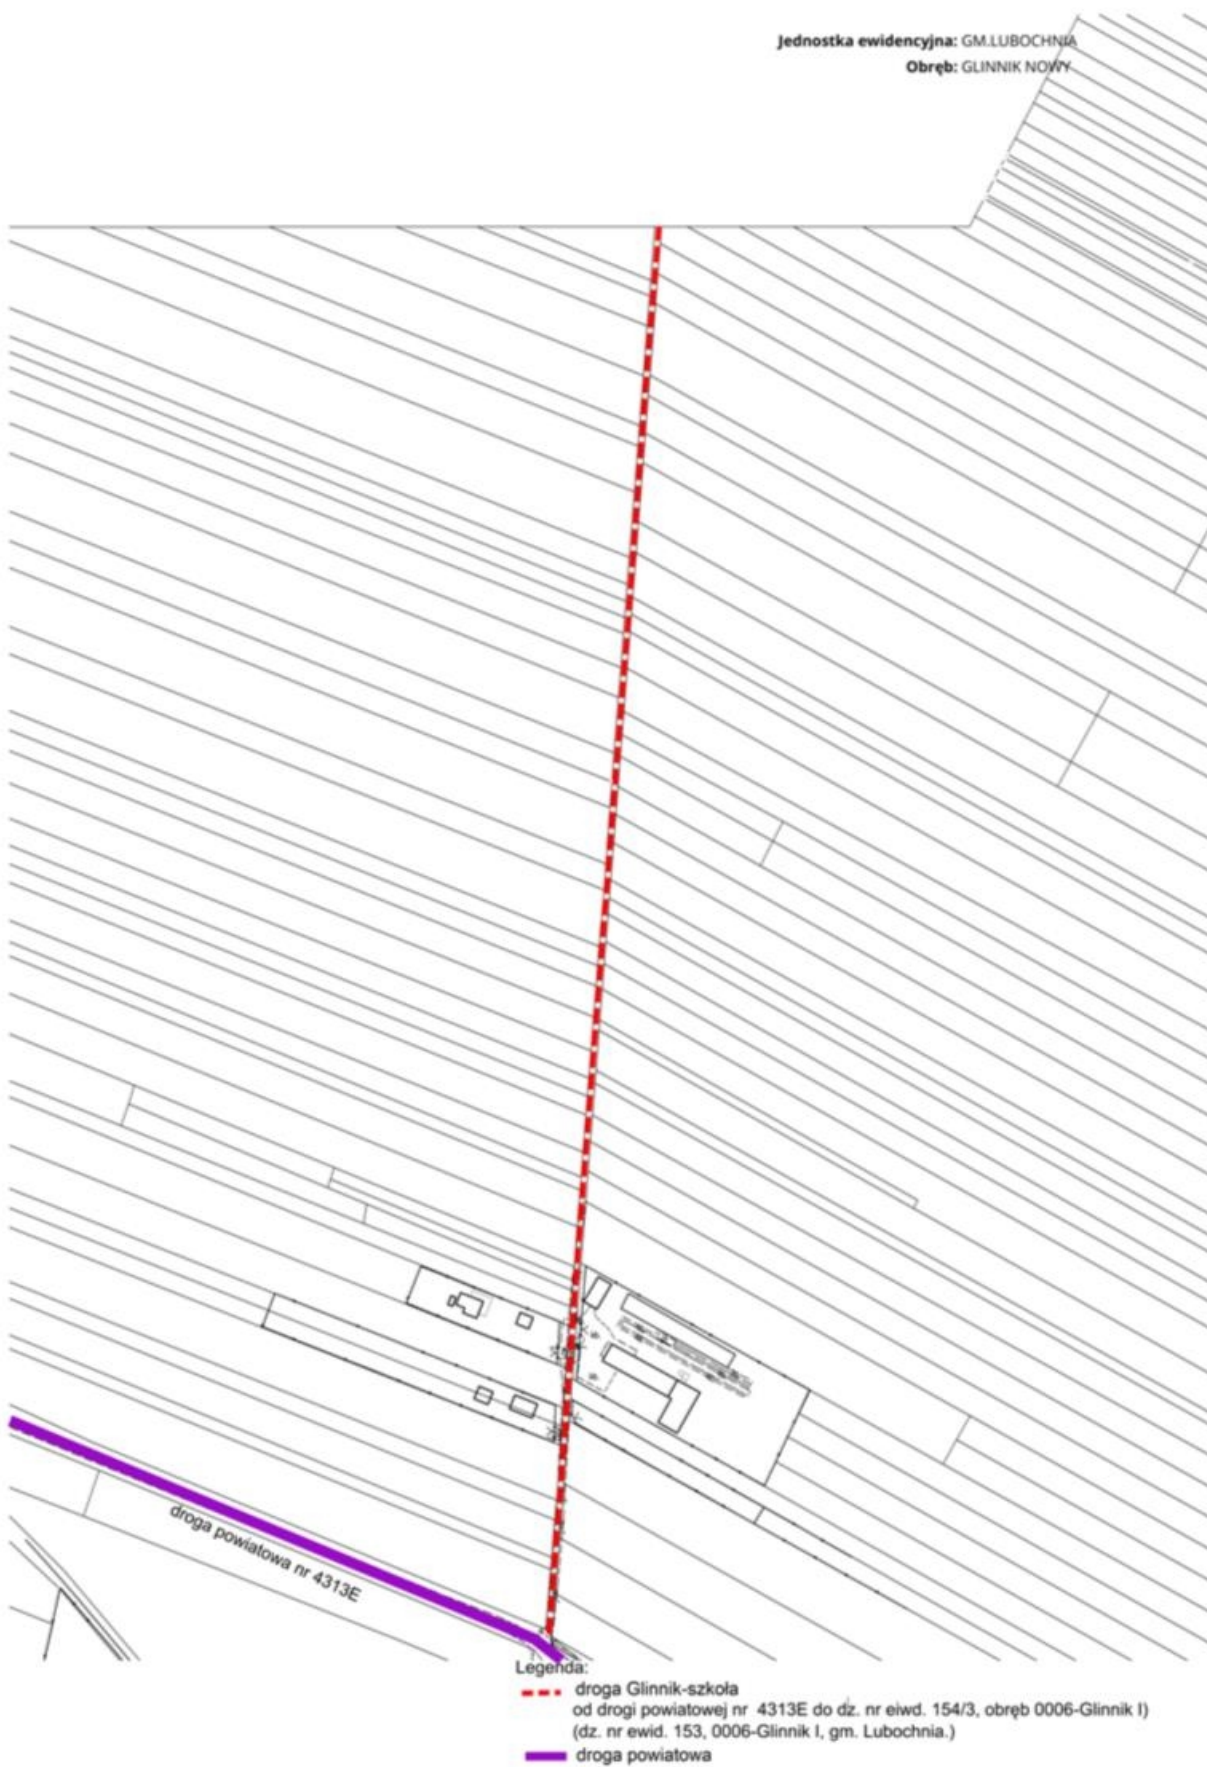 Jednostka ewidencyjna: GM.LUBOCHNIA
Obręb: GLINNIK NOWY
droga powiatowa nr 4313E
Legenda:
droga Glinnik-szkoła
od drogi powiatowej nr 4313E do dz. nr eiwd. 154/3, obręb 0006-Glinnik I)
(dz. nr ewid. 153, 0006-Glinnik I, gm. Lubochnia.)
droga powiatowa